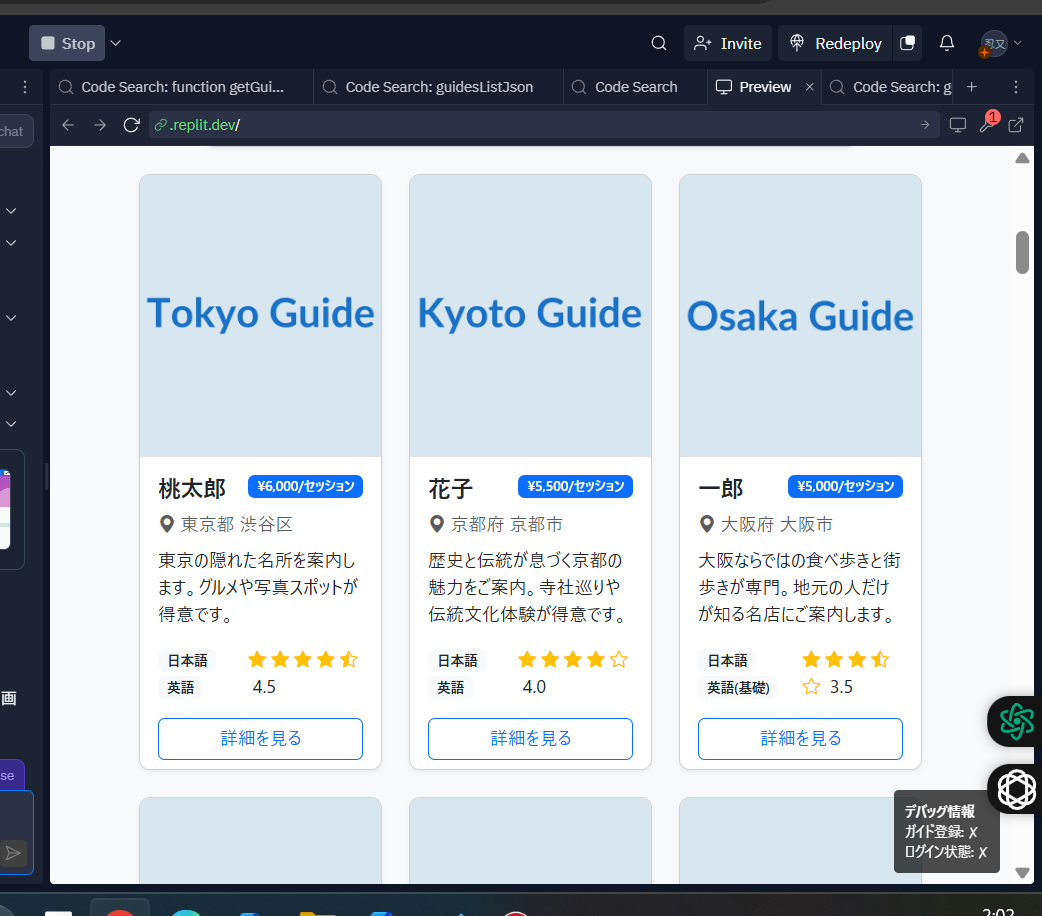 Stop
Invite
Redeploy
忍又
Code Search: function getGui...
Code Search: guidesListJson
Code Search
Preview
Code Search: g
chat
.replit.dev/
1
Tokyo Guide
Kyoto Guide
Osaka Guide
桃太郎
¥6,000/セッション
東京都 渋谷区
東京の隠れた名所を案内し
ます。グルメや写真スポットが
得意です。
日本語
英語
4.5
詳細を見る
花子
¥5,500/セッション
京都府 京都市
歴史と伝統が息づく京都の
魅力をご案内。寺社巡りや
伝統文化体験が得意です。
日本語
英語
4.0
詳細を見る
一郎
¥5,000/セッション
大阪府 大阪市
大阪ならではの食べ歩きと街
歩きが専門。地元の人だけ
が知る名店にご案内します。
日本語
英語(基礎)
3.5
詳細を見る
画
se
デバッグ情報
ガイド登録: ✗
ログイン状態: ✗
2:02